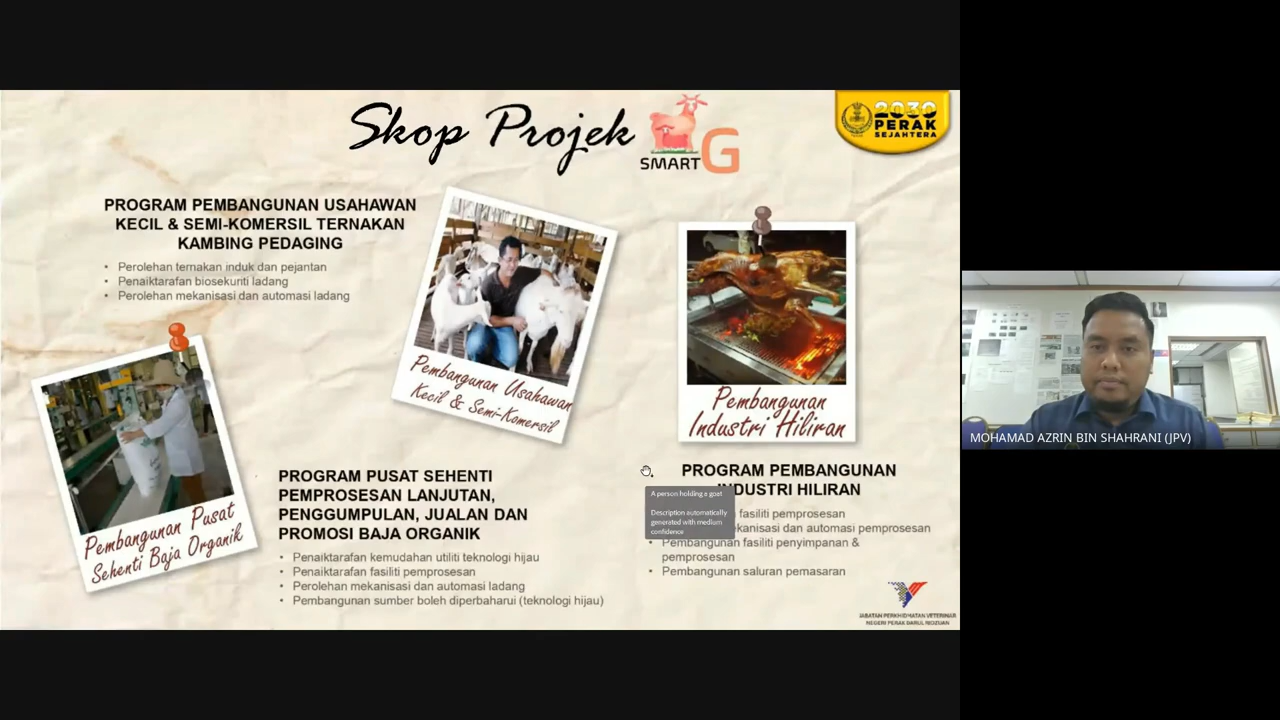 Skop Projek
SMART G
2030
PERAK
SEJAHTERA
PROGRAM PEMBANGUNAN USAHAWAN
KECIL & SEMI-KOMERSIL TERNAKAN
KAMBING PEDAGING
• Perolehan ternakan induk dan pejantan
• Penaiktarafan biosekuriti ladang
• Perolehan mekanisasi dan automasi ladang
Pembangunan Usahawan
Kecil & Semi-Komersil
Pembangunan
Industri Hiliran
Pembangunan Pusat
Sehenti Baja Organik
PROGRAM PUSAT SEHENTI
PEMPROSESAN LANJUTAN,
PENGGUMPULAN, JUALAN DAN
PROMOSI BAJA ORGANIK
• Penaiktarafan kemudahan utiliti teknologi hijau
• Penaiktarafan fasiliti pemprosesan
• Perolehan mekanisasi dan automasi ladang
• Pembangunan sumber boleh diperbaharui (teknologi hijau)
PROGRAM PEMBANGUNAN
INDUSTRI HILIRAN
fasiliti pemprosesan
dan automasi pemprosesan
• Pembangunan fasiliti penyimpanan &
pemprosesan
• Pembangunan saluran pemasaran
A person holding a goat
Description automatically
generated with medium
confidence
JABATAN PERKHIDMATAN VETERINAR
NEGERI PERAK DARUL RIDZUAN
MOHAMAD AZRIN BIN SHAHRANI (JPV)